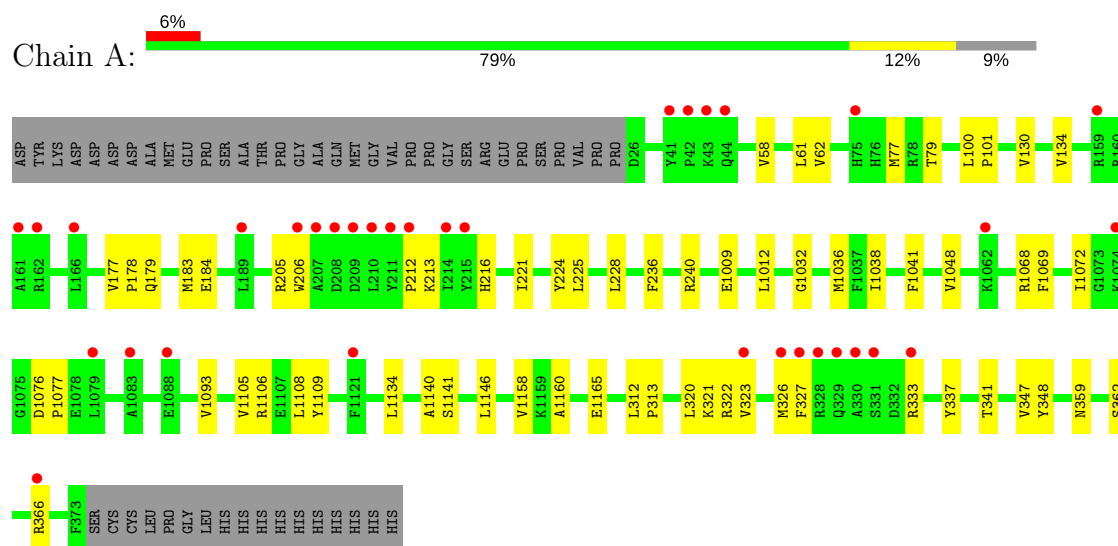 6%
Chain A:
79% 12% 9%
ASP TYR LYS ASP ASP ASP ASP ALA MET GLU PRO SER ALA THR PRO GLY ALA GLN MET GLY VAL PRO PRO GLY SER ARG GLU PRO SER PRO VAL PRO PRO D26 Y41 P42 K43 Q44 V58 L61 V62 H75 H76 M77 R78 T79 L100 P101 V130 V134 R159
A161 R162 L166 V177 P178 Q179 M183 E184 L189 R205 W206 A207 D208 D209 L210 Y211 P212 K213 I214 Y215 H216 I221 Y224 L225 L228 F236 R240 E1009 L1012 G1032 M1036 F1037 I1038 F1041 V1048 K1062 R1068 F1069 I1072 G1073 K1074
G1075 D1076 P1077 E1078 L1079 A1083 E1088 V1093 V1105 R1106 E1107 L1108 Y1109 F1121 L1134 A1140 S1141 L1146 V1158 K1159 A1160 E1165 L312 P313 L320 K321 R322 V323 M326 F327 R328 Q329 A330 S331 D332 R333 Y337 T341 V347 Y348 N359 S362
R366 F373 SER CYS CYS LEU PRO GLY LEU HIS HIS HIS HIS HIS HIS HIS HIS HIS HIS